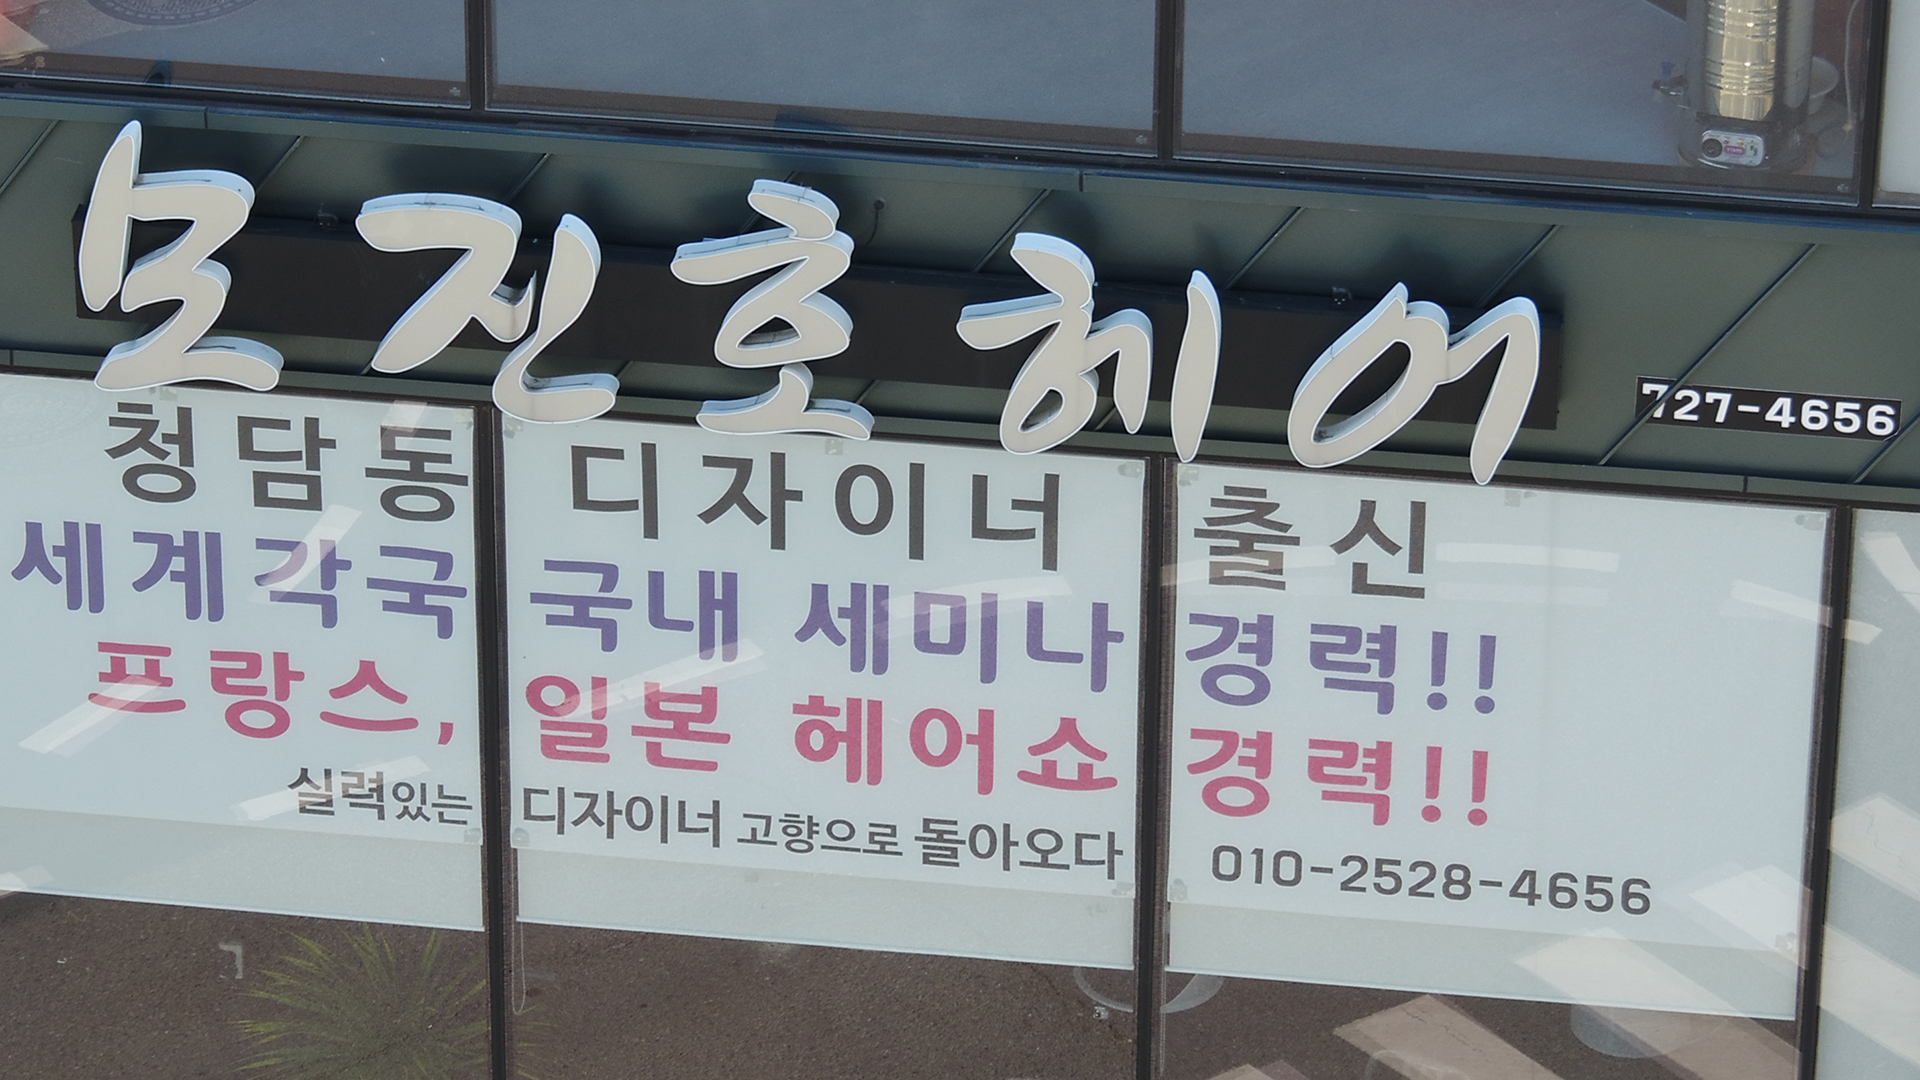 모진호헤어
727-4656
청담동 디자이너 출신
세계각국 국내 세미나 경력!!
프랑스, 일본 헤어쇼 경력!!
실력있는 디자이너 고향으로 돌아오다 010-2528-4656